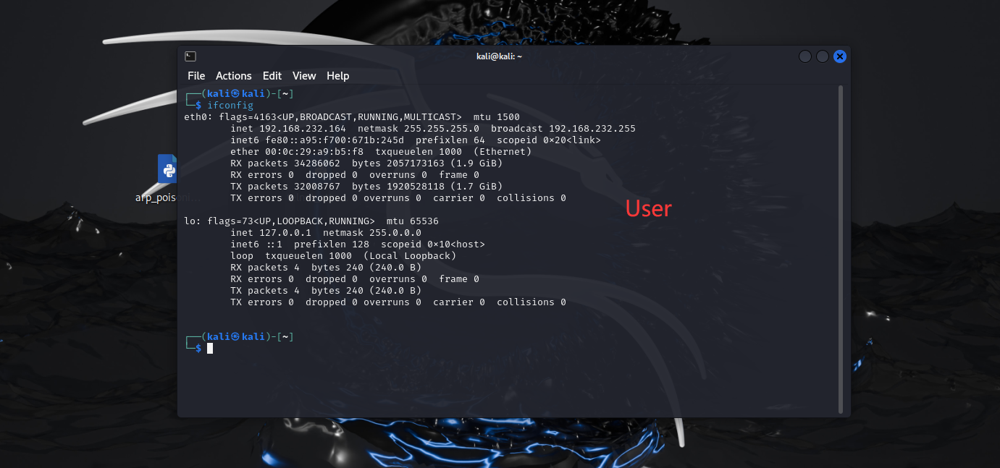 kali@kali: ~
File Actions Edit View Help
┌──(kali㉿kali)-[~]
└─$ ifconfig
eth0: flags=4163<UP,BROADCAST,RUNNING,MULTICAST>  mtu 1500
        inet 192.168.232.164  netmask 255.255.255.0  broadcast 192.168.232.255
        inet6 fe80::a95:f700:671b:245d  prefixlen 64  scopeid 0x20<link>
        ether 00:0c:29:a9:b5:f8  txqueuelen 1000  (Ethernet)
        RX packets 34286062  bytes 2057173163 (1.9 GiB)
        RX errors 0  dropped 0  overruns 0  frame 0
        TX packets 32008767  bytes 1920528118 (1.7 GiB)
        TX errors 0  dropped 0 overruns 0  carrier 0  collisions 0
arp_poisoni...
User
lo: flags=73<UP,LOOPBACK,RUNNING>  mtu 65536
        inet 127.0.0.1  netmask 255.0.0.0
        inet6 ::1  prefixlen 128  scopeid 0x10<host>
        loop  txqueuelen 1000  (Local Loopback)
        RX packets 4  bytes 240 (240.0 B)
        RX errors 0  dropped 0  overruns 0  frame 0
        TX packets 4  bytes 240 (240.0 B)
        TX errors 0  dropped 0 overruns 0  carrier 0  collisions 0
┌──(kali㉿kali)-[~]
└─$